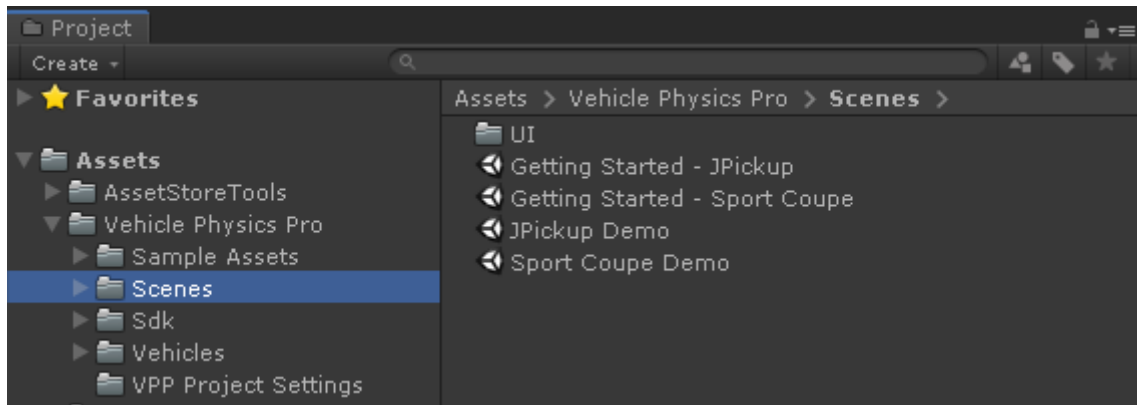 Project
Create
Favorites
Assets
AssetStoreTools
Vehicle Physics Pro
Sample Assets
Scenes
Sdk
Vehicles
VPP Project Settings
Assets > Vehicle Physics Pro > Scenes >
UI
Getting Started - JPickup
Getting Started - Sport Coupe
JPickup Demo
Sport Coupe Demo